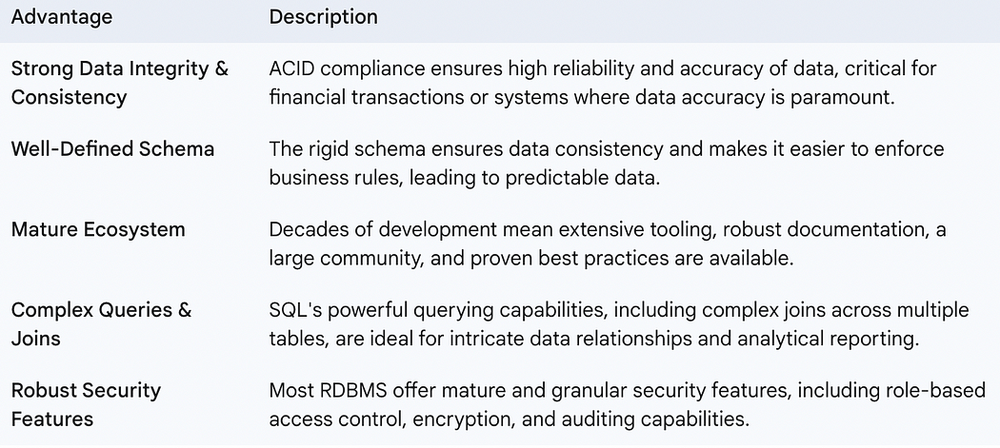 Advantage Description
Strong Data Integrity & ACID compliance ensures high reliability and accuracy of data, critical for
Consistency financial transactions or systems where data accuracy is paramount.
Well-Defined Schema The rigid schema ensures data consistency and makes it easier to enforce
business rules, leading to predictable data.
Mature Ecosystem Decades of development mean extensive tooling, robust documentation, a
large community, and proven best practices are available.
Complex Queries & SQL's powerful querying capabilities, including complex joins across multiple
Joins tables, are ideal for intricate data relationships and analytical reporting.
Robust Security Most RDBMS offer mature and granular security features, including role-based
Features access control, encryption, and auditing capabilities.